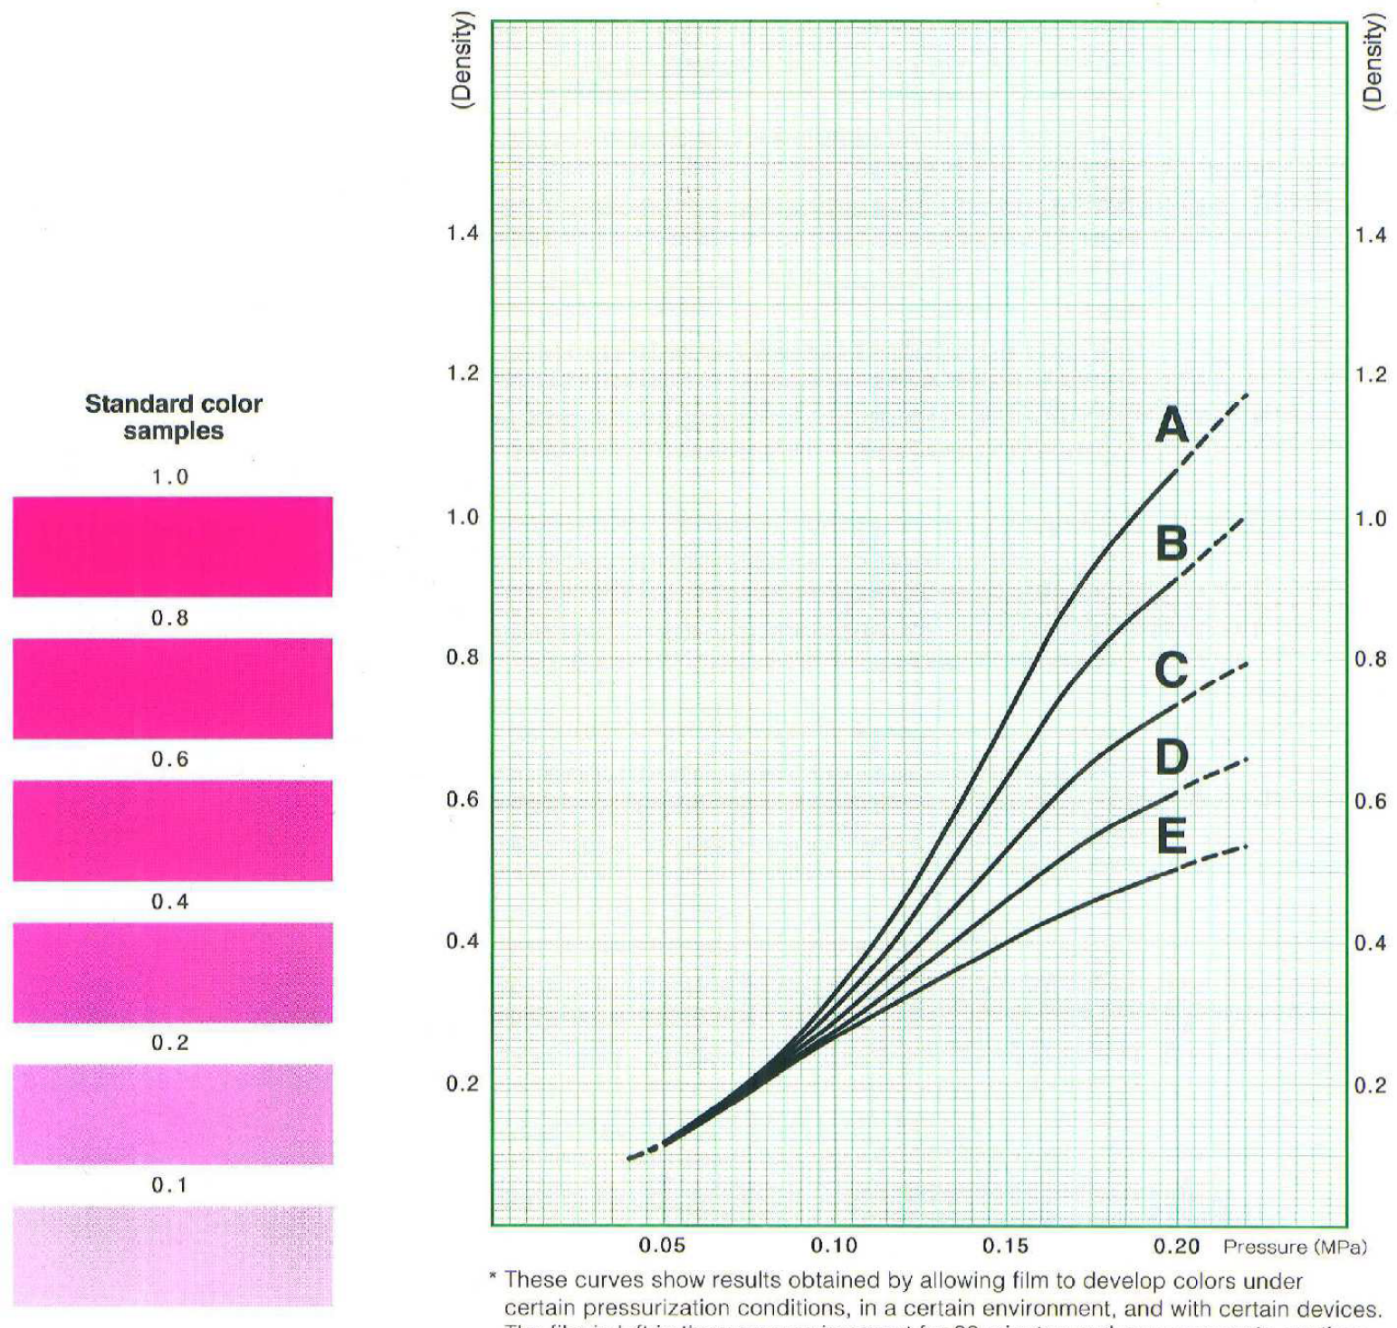 (Density)
(Density)
1.4
1.4
1.2
1.2
Standard color
samples
A
1.0
1.0
1.0
B
0.8
0.8
0.8
C
0.6
D
0.6
0.6
E
0.4
0.4
0.4
0.2
0.2
0.2
0.1
0.05 0.10 0.15 0.20 Pressure (MPa)
* These curves show results obtained by allowing film to develop colors under
certain pressurization conditions, in a certain environment, and with certain devices.